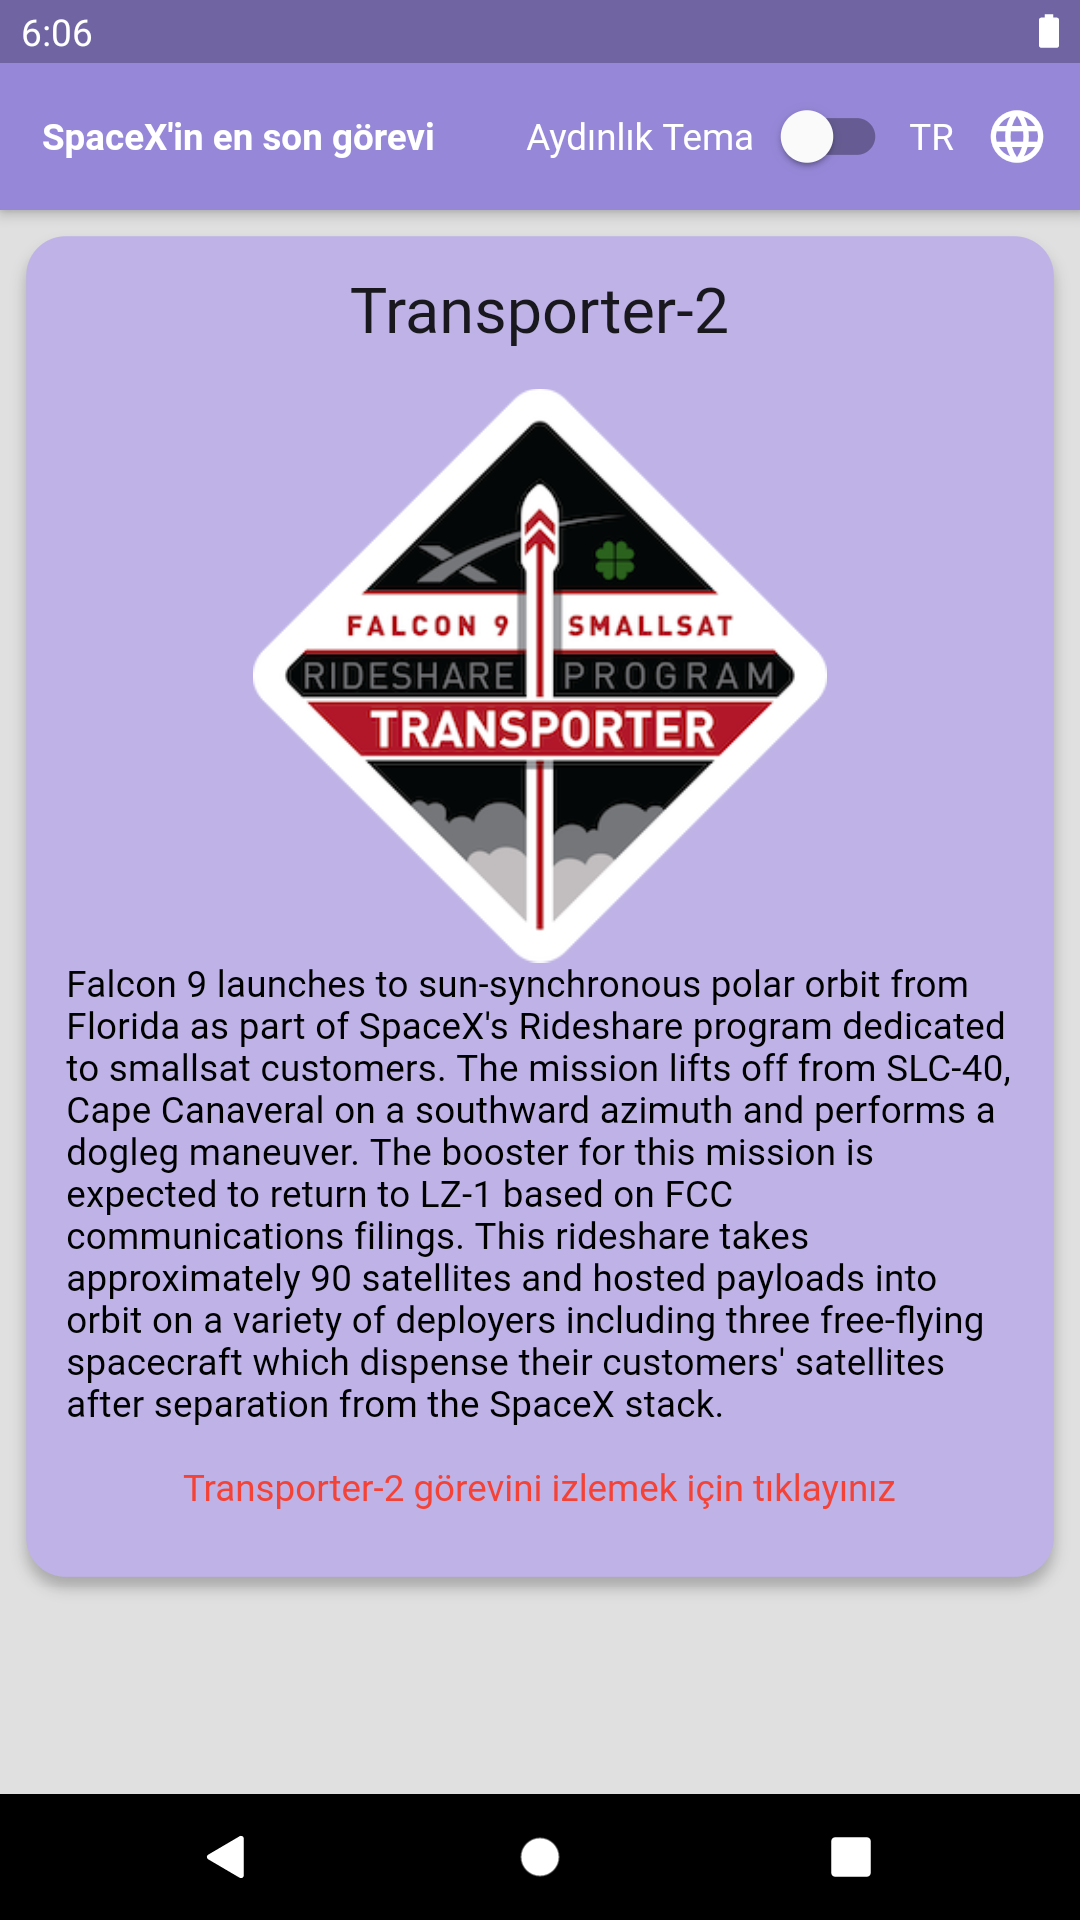 6:06
SpaceX'in en son görevi Aydınlık Tema TR
Transporter-2
FALCON 9 SMALLSAT
RIDESHARE PROGRAM
TRANSPORTER
Falcon 9 launches to sun-synchronous polar orbit from
Florida as part of SpaceX's Rideshare program dedicated
to smallsat customers. The mission lifts off from SLC-40,
Cape Canaveral on a southward azimuth and performs a
dogleg maneuver. The booster for this mission is
expected to return to LZ-1 based on FCC
communications filings. This rideshare takes
approximately 90 satellites and hosted payloads into
orbit on a variety of deployers including three free-flying
spacecraft which dispense their customers' satellites
after separation from the SpaceX stack.
Transporter-2 görevini izlemek için tıklayınız